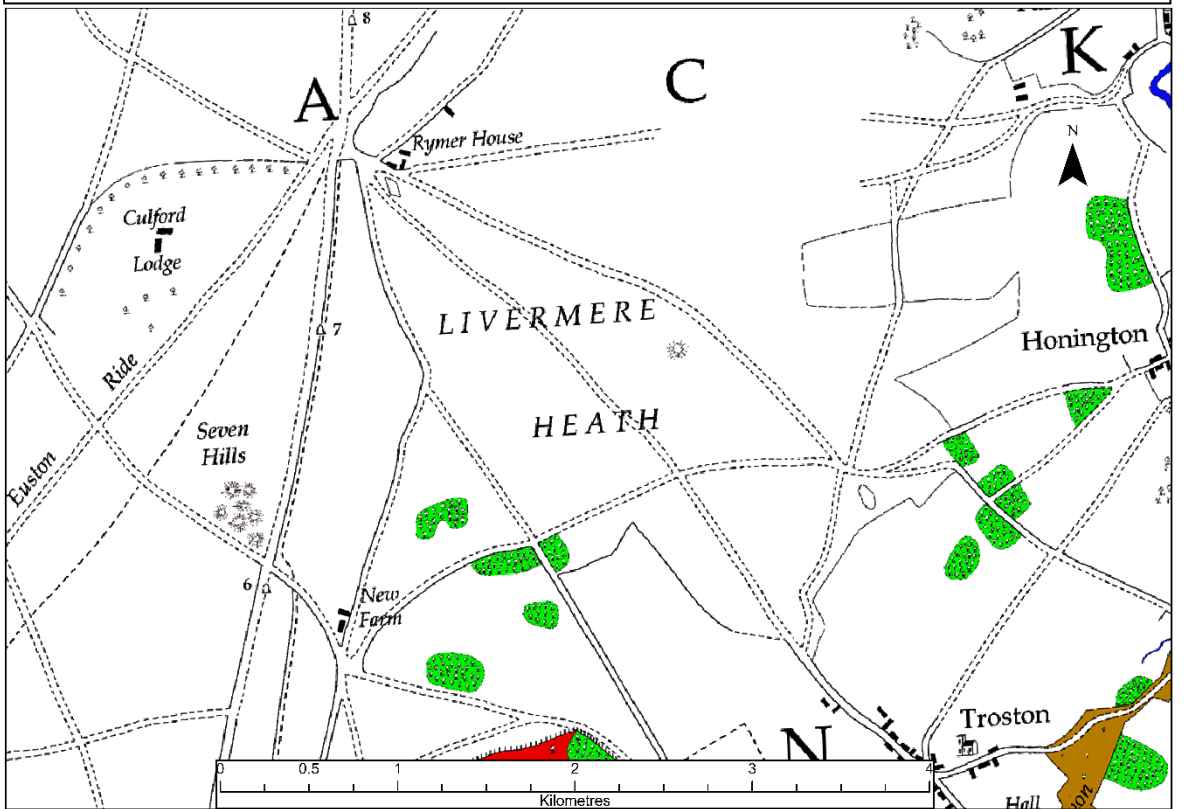 8
A
C
K
N
Rymer House
Culford
Lodge
7
LIVERMERE
Honington
Ride
HEATH
Seven
Hills
Euston
6
New
Farm
Troston
N
Hall
0 0.5 1 2 3 4
Kilometres